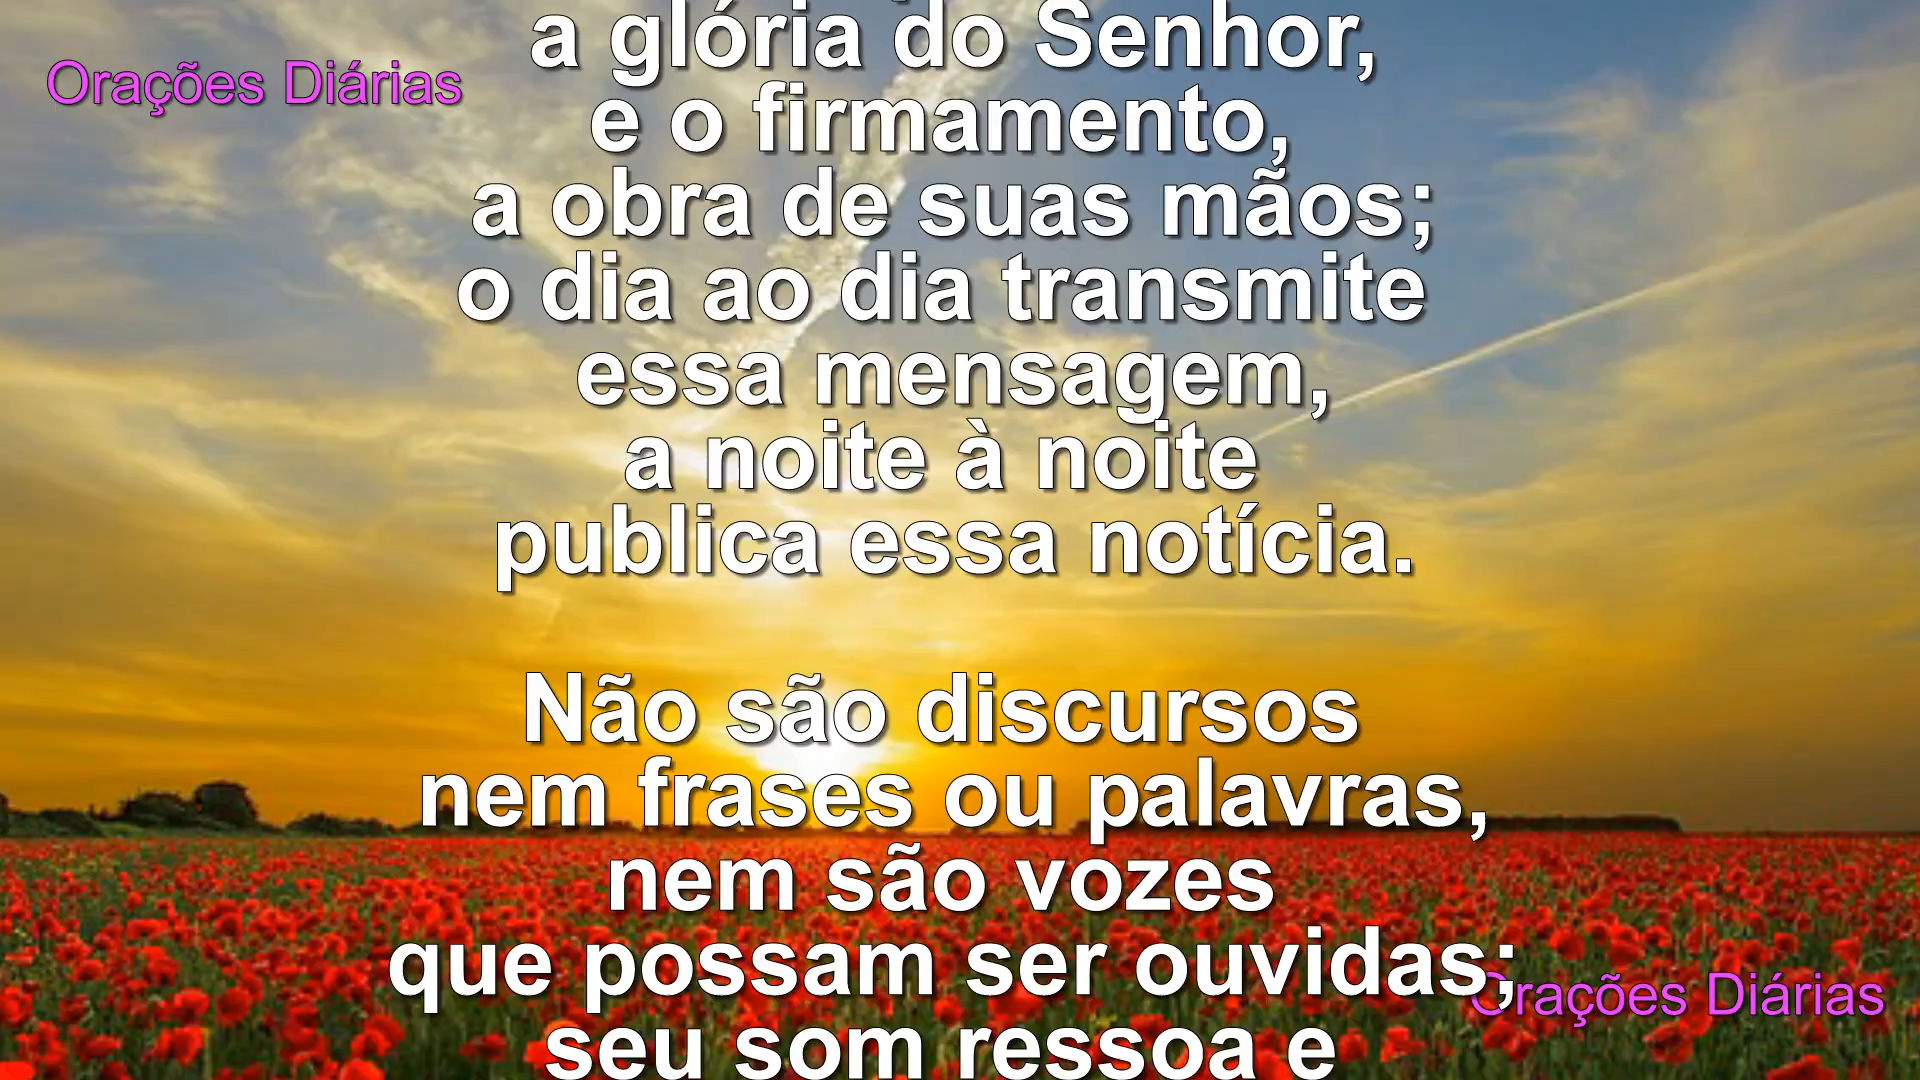 a glória do Senhor,
Orações Diárias
e o firmamento,
a obra de suas mãos;
o dia ao dia transmite
essa mensagem,
a noite à noite
publica essa notícia.
Não são discursos
nem frases ou palavras,
nem são vozes
que possam ser ouvidas;
Orações Diárias
seu som ressoa e